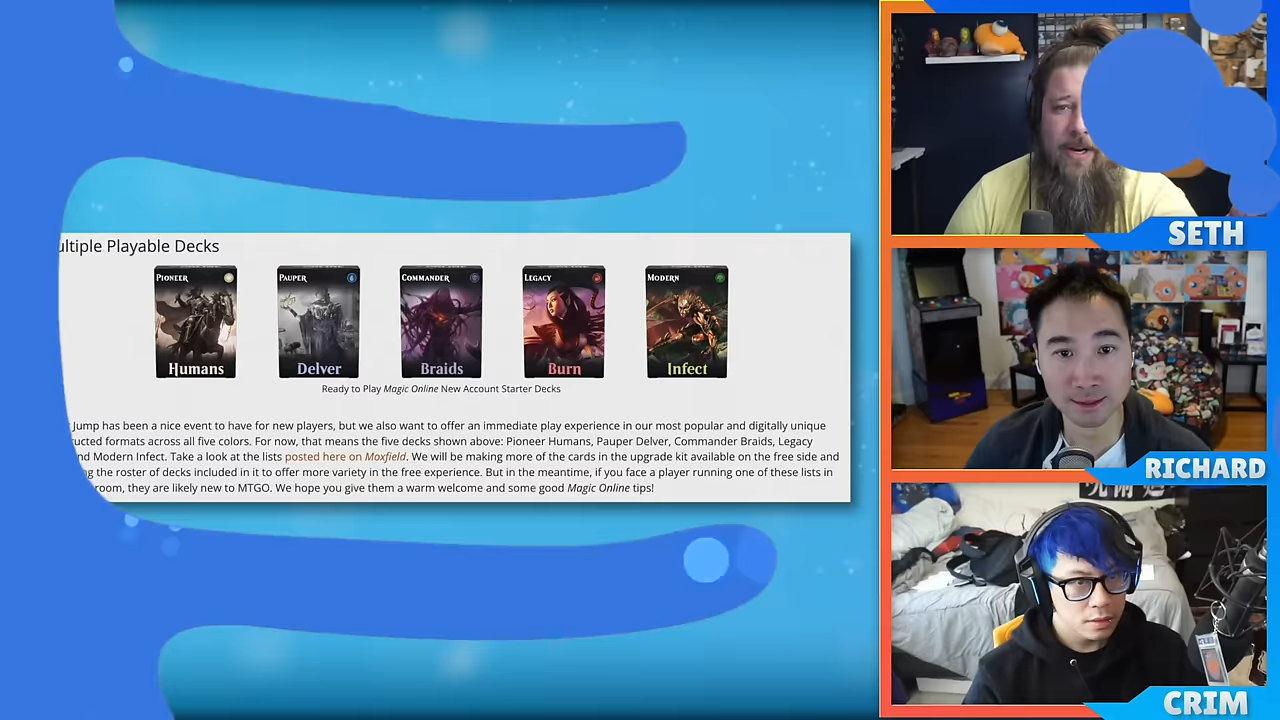 ultiple Playable Decks
PIONEER
Humans
PAUPER
Delver
COMMANDER
Braids
LEGACY
Burn
MODERN
Infect
Ready to Play Magic Online New Account Starter Decks
Jump has been a nice event to have for new players, but we also want to offer an immediate play experience in our most popular and digitally unique
ucted formats across all five colors. For now, that means the five decks shown above: Pioneer Humans, Pauper Delver, Commander Braids, Legacy
nd Modern Infect. Take a look at the lists posted here on Moxfield. We will be making more of the cards in the upgrade kit available on the free side and
ng the roster of decks included in it to offer more variety in the free experience. But in the meantime, if you face a player running one of these lists in
room, they are likely new to MTGO. We hope you give them a warm welcome and some good Magic Online tips!
SETH
RICHARD
CRIM